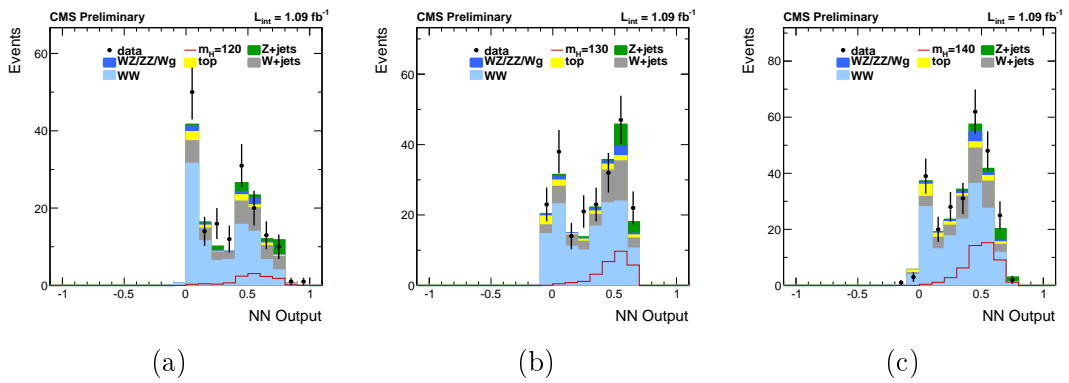 CMS Preliminary L_int = 1.09 fb^-1
Events
data m_H=120 Z+jets
WZ/ZZ/Wg top W+jets
WW
60
40
20
0
-1 -0.5 0 0.5 1
NN Output
(a)
CMS Preliminary L_int = 1.09 fb^-1
Events
data m_H=130 Z+jets
WZ/ZZ/Wg top W+jets
WW
60
40
20
0
-1 -0.5 0 0.5 1
NN Output
(b)
CMS Preliminary L_int = 1.09 fb^-1
Events
data m_H=140 Z+jets
WZ/ZZ/Wg top W+jets
WW
80
60
40
20
0
-1 -0.5 0 0.5 1
NN Output
(c)